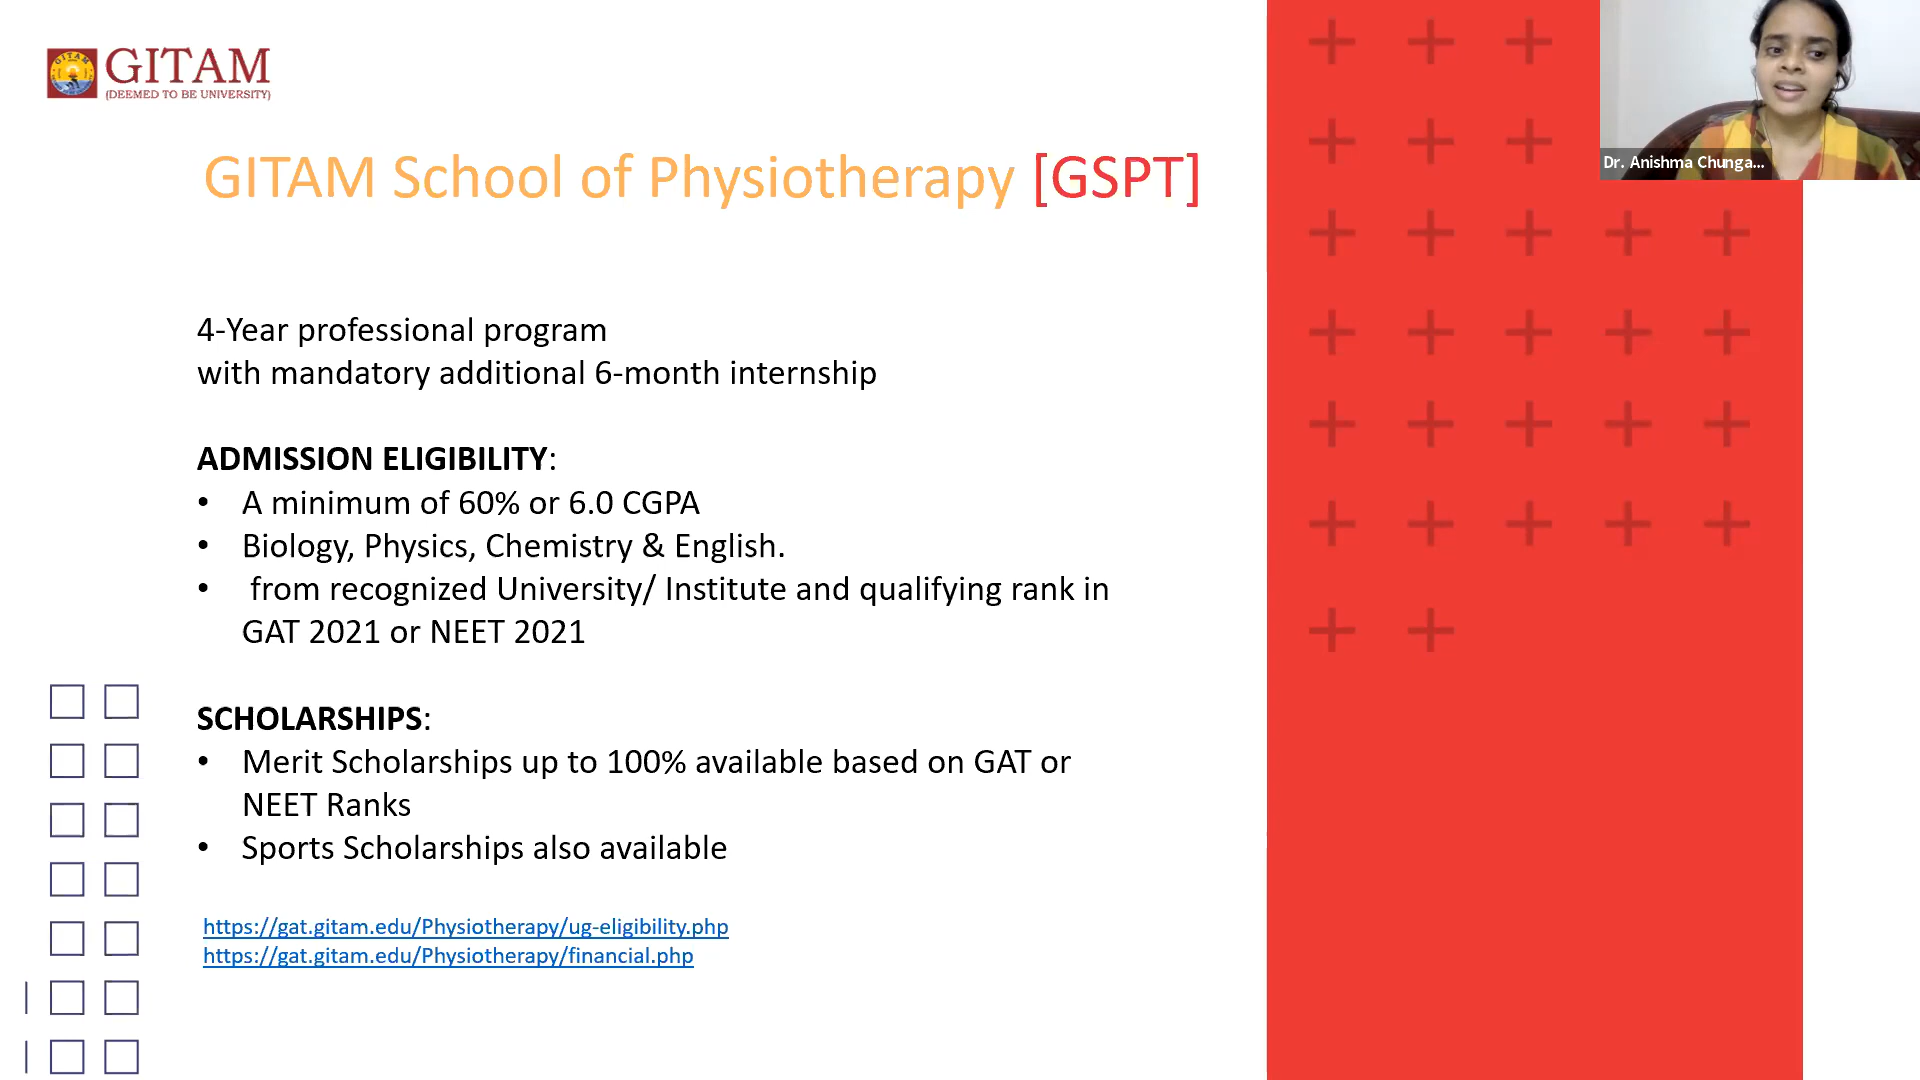 GITAM
(DEEMED TO BE UNIVERSITY)
Dr. Anishma Chunga...
GITAM School of Physiotherapy [GSPT]
4-Year professional program
with mandatory additional 6-month internship
ADMISSION ELIGIBILITY:
• A minimum of 60% or 6.0 CGPA
• Biology, Physics, Chemistry & English.
• from recognized University/ Institute and qualifying rank in
GAT 2021 or NEET 2021
SCHOLARSHIPS:
• Merit Scholarships up to 100% available based on GAT or
NEET Ranks
• Sports Scholarships also available
https://gat.gitam.edu/Physiotherapy/ug-eligibility.php
https://gat.gitam.edu/Physiotherapy/financial.php